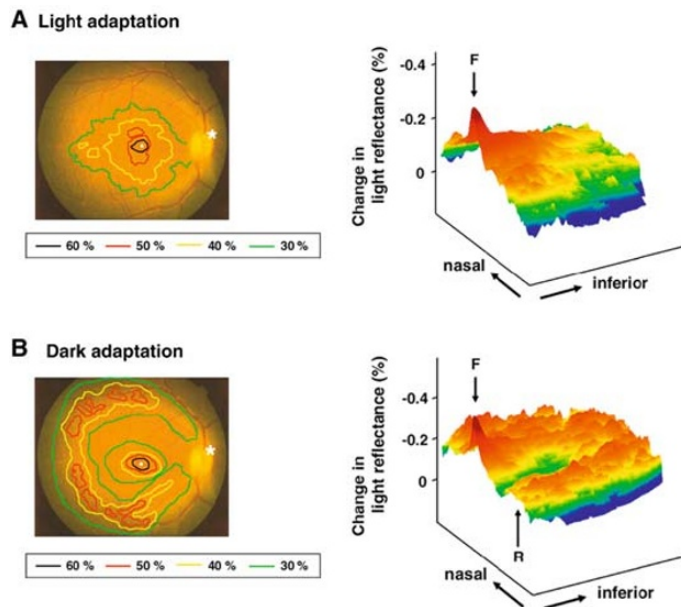 A Light adaptation
60 % 50 % 40 % 30 %
Change in
light reflectance (%)
-0.4
-0.2
0
F
nasal
inferior
B Dark adaptation
60 % 50 % 40 % 30 %
Change in
light reflectance (%)
-0.4
-0.2
0
F
R
nasal
inferior